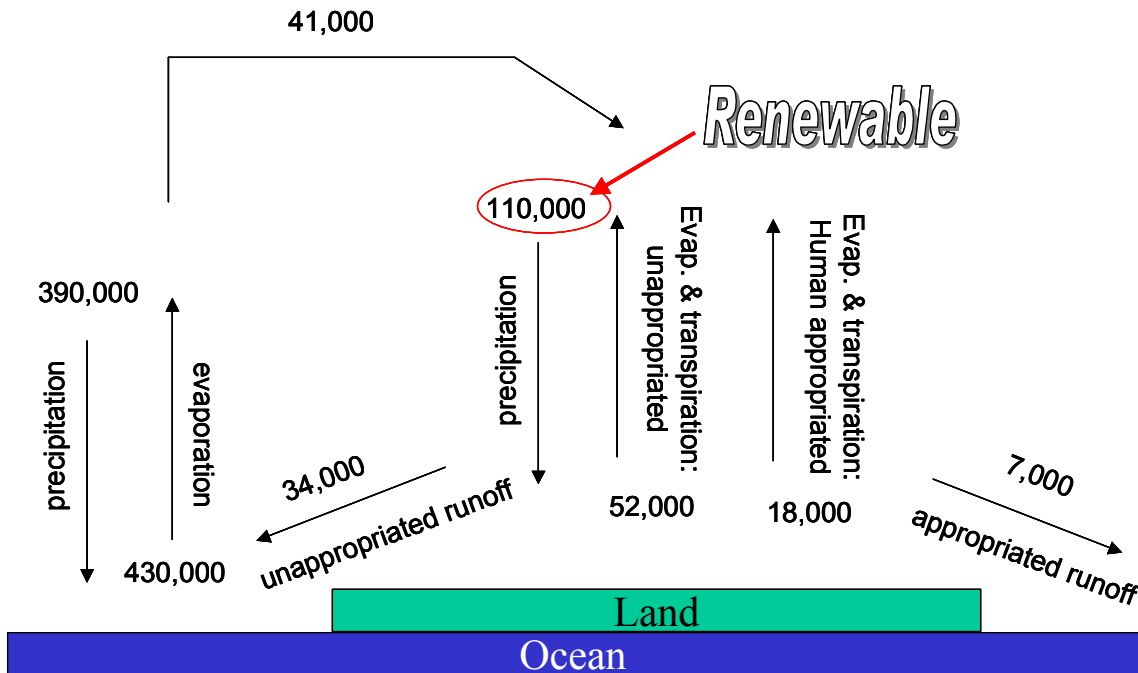 41,000
Renewable
110,000
390,000
precipitation
evaporation
430,000
34,000
unappropriated runoff
precipitation
Evap. & transpiration:
unappropriated
52,000
Evap. & transpiration:
Human appropriated
18,000
7,000
appropriated runoff
Land
Ocean